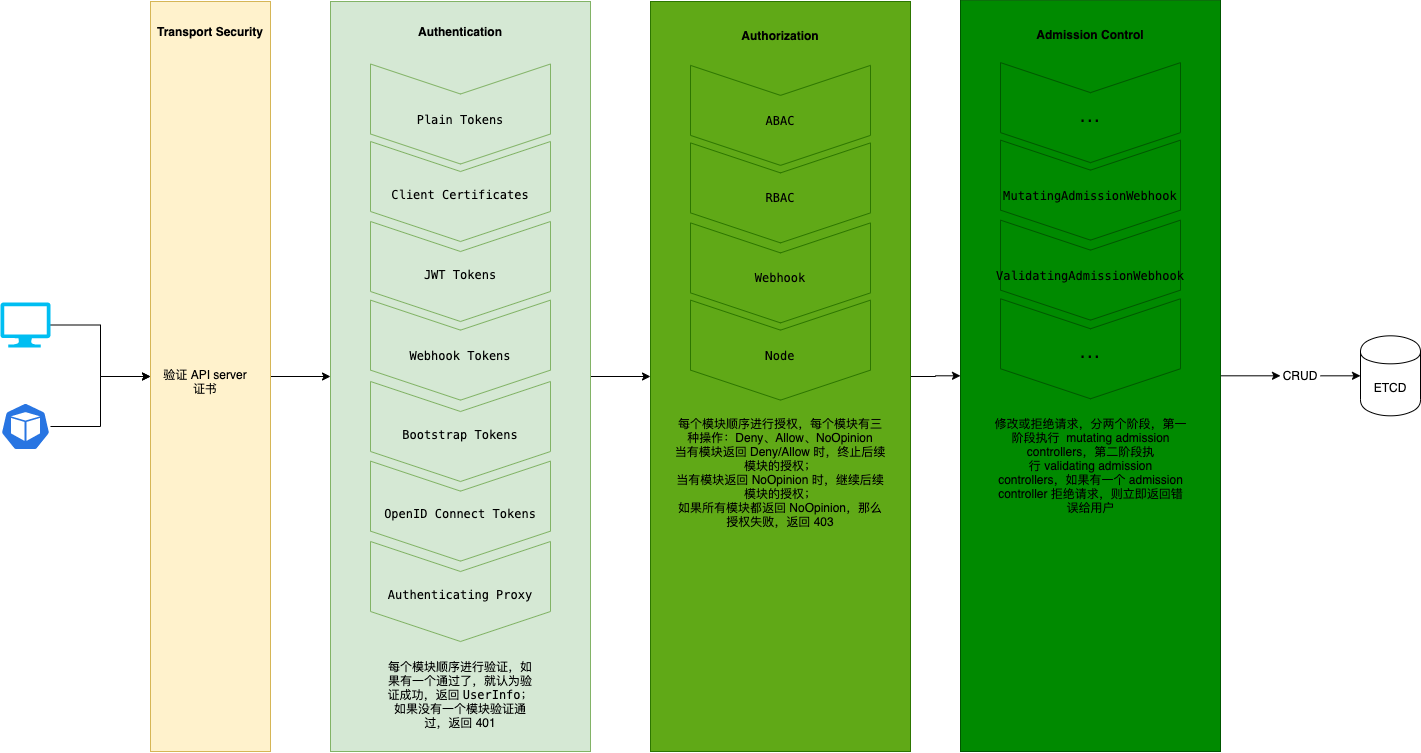 Transport Security
验证 API server
证书
Authentication
Plain Tokens
Client Certificates
JWT Tokens
Webhook Tokens
Bootstrap Tokens
OpenID Connect Tokens
Authenticating Proxy
每个模块顺序进行验证，如
果有一个通过了，就认为验
证成功，返回 UserInfo；
如果没有一个模块验证通
过，返回 401
Authorization
ABAC
RBAC
Webhook
Node
每个模块顺序进行授权，每个模块有三
种操作：Deny、Allow、NoOpinion
当有模块返回 Deny/Allow 时，终止后续
模块的授权；
当有模块返回 NoOpinion 时，继续后续
模块的授权；
如果所有模块都返回 NoOpinion，那么
授权失败，返回 403
Admission Control
...
MutatingAdmissionWebhook
ValidatingAdmissionWebhook
...
修改或拒绝请求，分两个阶段，第一
阶段执行 mutating admission
controllers，第二阶段执
行 validating admission
controllers，如果有一个 admission
controller 拒绝请求，则立即返回错
误给用户
CRUD
ETCD